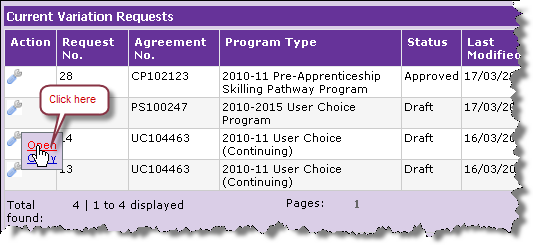 Current Variation Requests
Action Request No. Agreement No. Program Type Status Last Modified
28 CP102123 2010-11 Pre-Apprenticeship Skilling Pathway Program Approved 17/03/20
Click here
PS100247 2010-2015 User Choice Program Draft 17/03/20
Open
14 UC104463 2010-11 User Choice (Continuing) Draft 16/03/20
13 UC104463 2010-11 User Choice (Continuing) Draft 16/03/20
Total found: 4 | 1 to 4 displayed Pages: 1